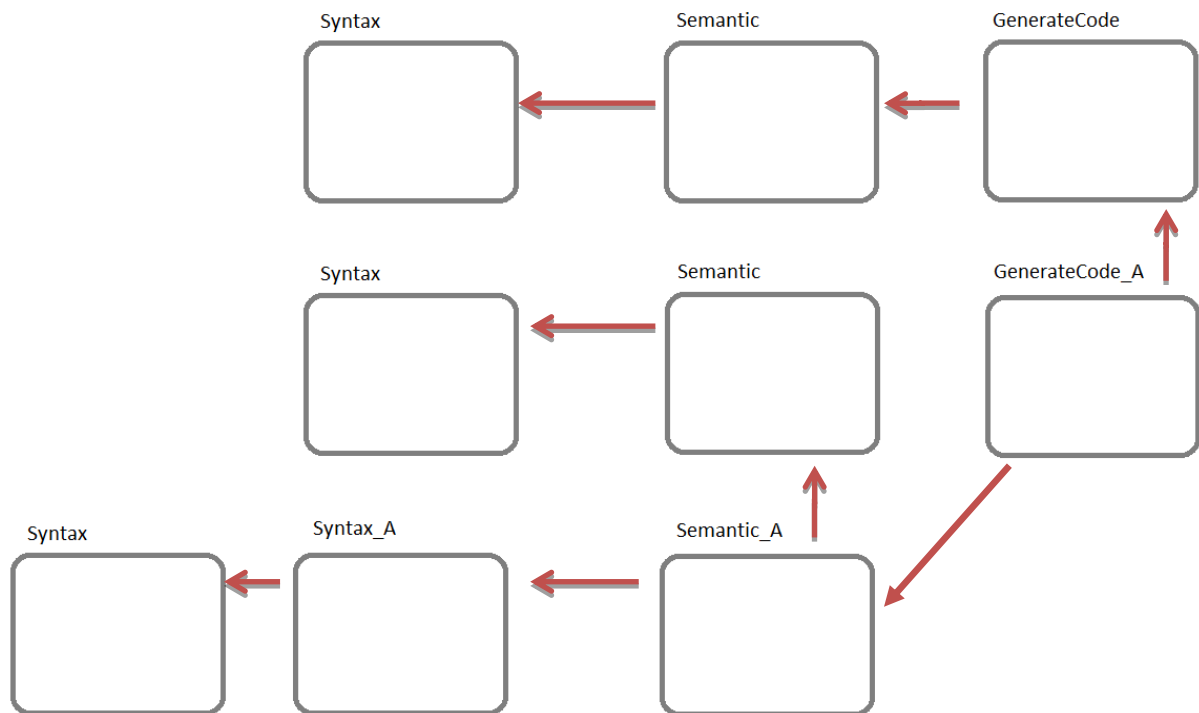 Syntax
Semantic
GenerateCode
Syntax
Semantic
GenerateCode_A
Syntax
Syntax_A
Semantic_A